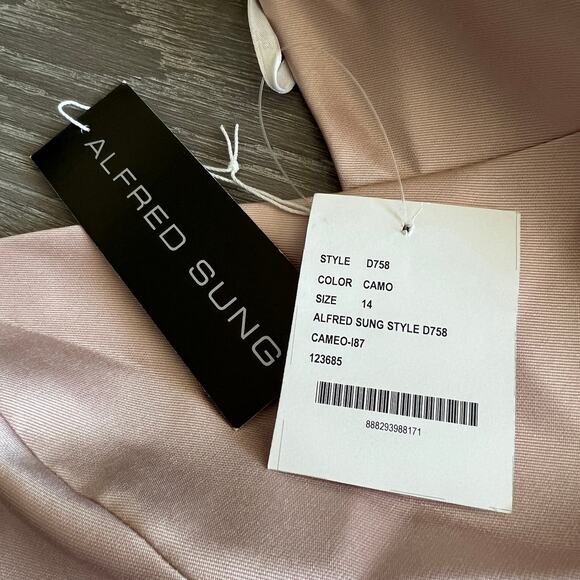 ALFRED SUNG
STYLE D758
COLOR CAMO
SIZE 14
ALFRED SUNG STYLE D758
CAMEO-I87
123685
888293988171